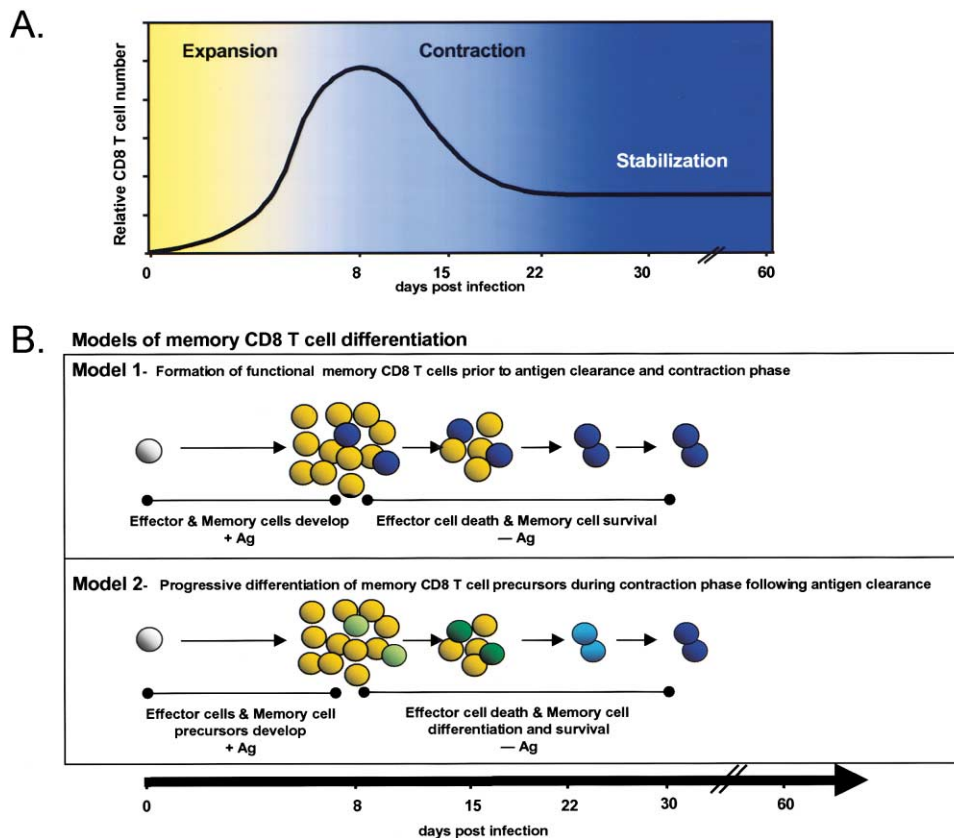 A.
Expansion
Contraction
Stabilization
Relative CD8 T cell number
0 8 15 22 30 60
days post infection
B.
Models of memory CD8 T cell differentiation
Model 1- Formation of functional memory CD8 T cells prior to antigen clearance and contraction phase
Effector & Memory cells develop
+ Ag
Effector cell death & Memory cell survival
— Ag
Model 2- Progressive differentiation of memory CD8 T cell precursors during contraction phase following antigen clearance
Effector cells & Memory cell
precursors develop
+ Ag
Effector cell death & Memory cell
differentiation and survival
— Ag
0 8 15 22 30 60
days post infection